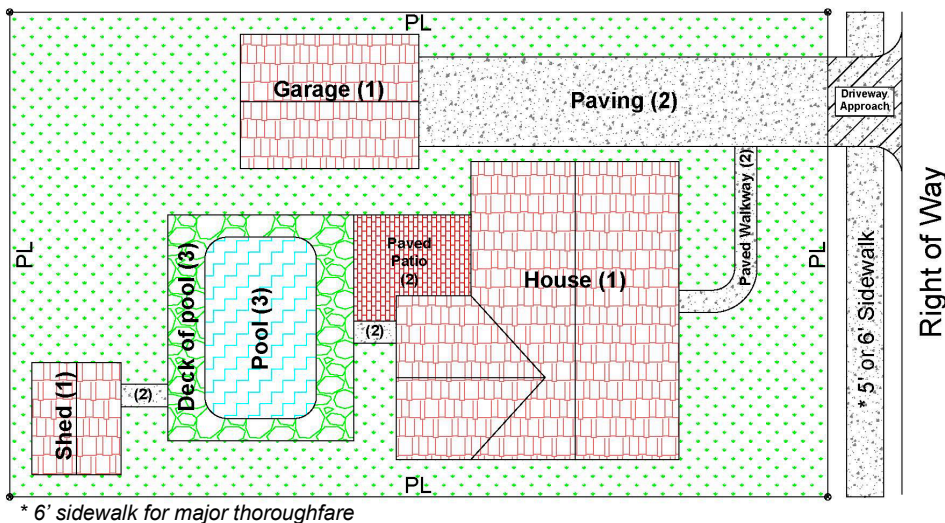 PL
Garage (1)
Paving (2)
Driveway
Approach
Paved Walkway (2)
PL
PL
Right of Way
Deck of pool (3)
Pool (3)
Paved
Patio
(2)
House (1)
(2)
* 5' or 6' Sidewalk
Shed (1)
(2)
PL
* 6' sidewalk for major thoroughfare